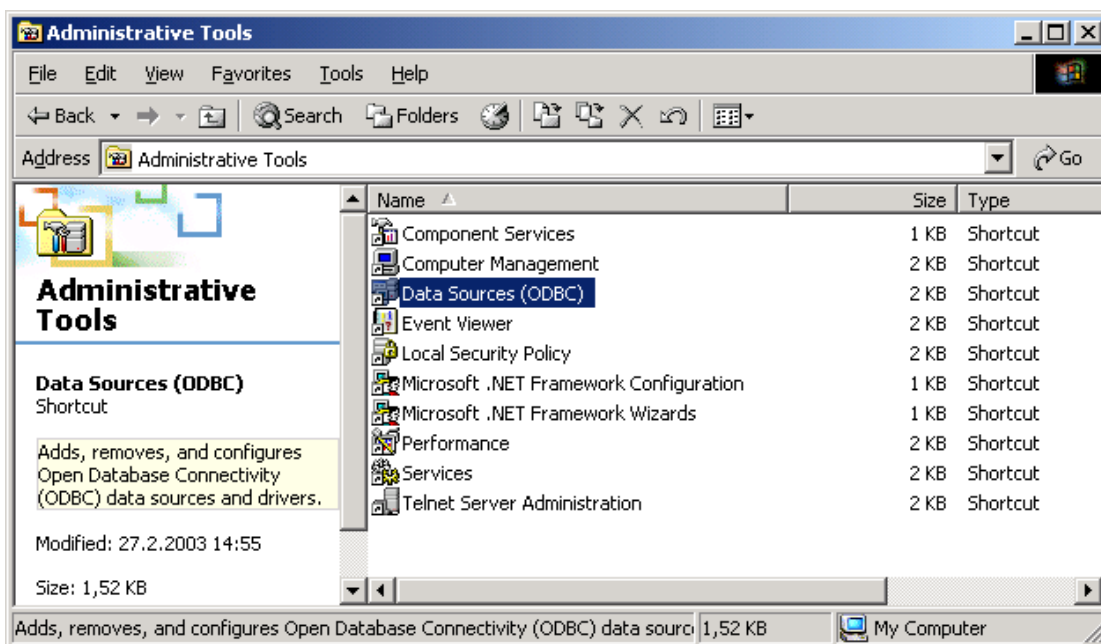 Administrative Tools
File Edit View Favorites Tools Help
Back Search Folders
Address Administrative Tools Go
Administrative
Tools
Data Sources (ODBC)
Shortcut
Adds, removes, and configures
Open Database Connectivity
(ODBC) data sources and drivers.
Modified: 27.2.2003 14:55
Size: 1,52 KB
Name Size Type
Component Services 1 KB Shortcut
Computer Management 2 KB Shortcut
Data Sources (ODBC) 2 KB Shortcut
Event Viewer 2 KB Shortcut
Local Security Policy 2 KB Shortcut
Microsoft .NET Framework Configuration 1 KB Shortcut
Microsoft .NET Framework Wizards 1 KB Shortcut
Performance 2 KB Shortcut
Services 2 KB Shortcut
Telnet Server Administration 2 KB Shortcut
Adds, removes, and configures Open Database Connectivity (ODBC) data sourc 1,52 KB My Computer